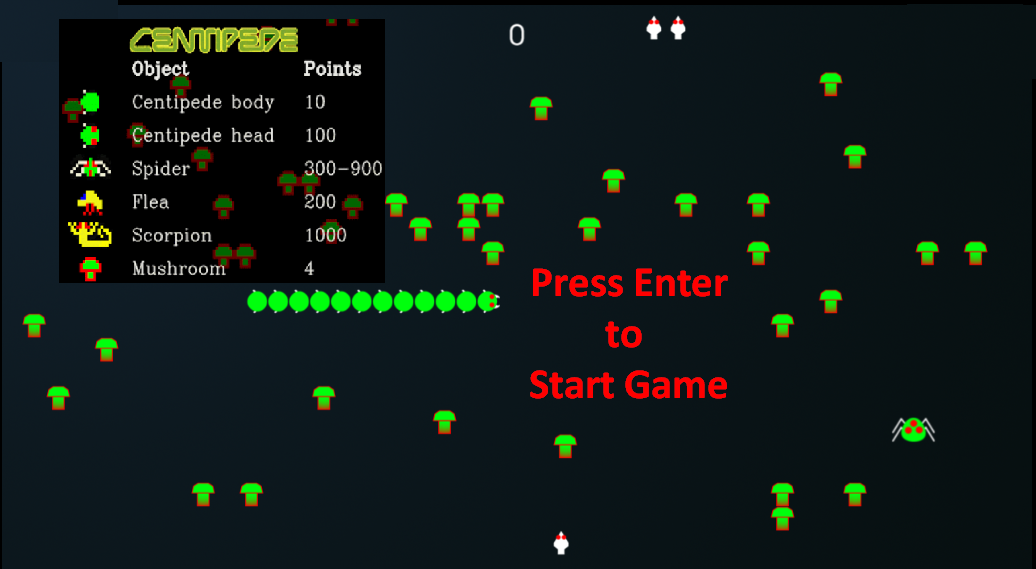 CENTIPEDE
0
Object Points
Centipede body 10
Centipede head 100
Spider 300-900
Flea 200
Scorpion 1000
Mushroom 4
Press Enter
to
Start Game